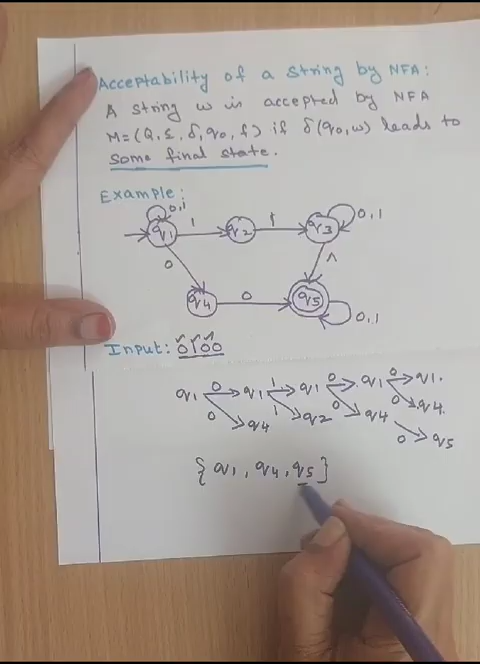 Acceptability of a string by NFA:
A string w is accepted by NFA
M=(Q, Σ, δ, q0, f) if δ(q0,w) leads to
some final state.
Example:
0,1
0,1
q1 1 q2 1 q3
0
^
q4 0 q5
0,1
Input: 0100
q1 0 q1 1 q1 0 q1 0 q1.
0 q4 1 q2 0 q4 0 q4.
0 q5
{ q1, q4, q5 }